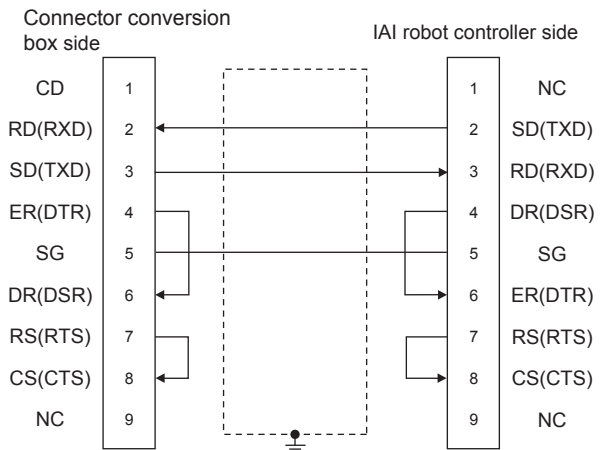 Connector conversion
box side
IAI robot controller side
CD 1 1 NC
RD(RXD) 2 2 SD(TXD)
SD(TXD) 3 3 RD(RXD)
ER(DTR) 4 4 DR(DSR)
SG 5 5 SG
DR(DSR) 6 6 ER(DTR)
RS(RTS) 7 7 RS(RTS)
CS(CTS) 8 8 CS(CTS)
NC 9 9 NC